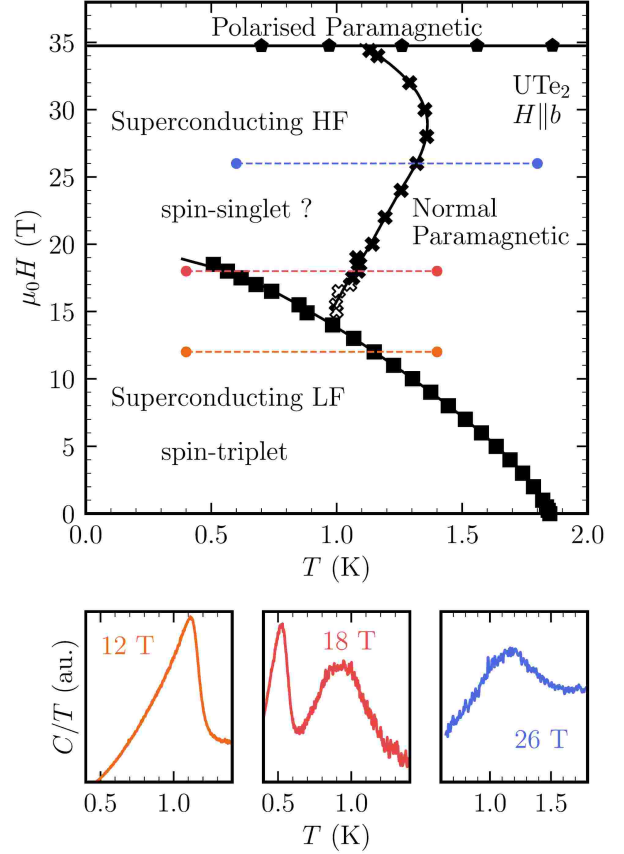 Polarised Paramagnetic
UTe₂
H∥b
Superconducting HF
spin-singlet ?
Normal
Paramagnetic
Superconducting LF
spin-triplet
μ₀H (T)
35
30
25
20
15
10
5
0
0.0 0.5 1.0 1.5 2.0
T (K)
12 T
18 T
26 T
C/T (au.)
0.5 1.0 0.5 1.0 1.0 1.5
T (K)